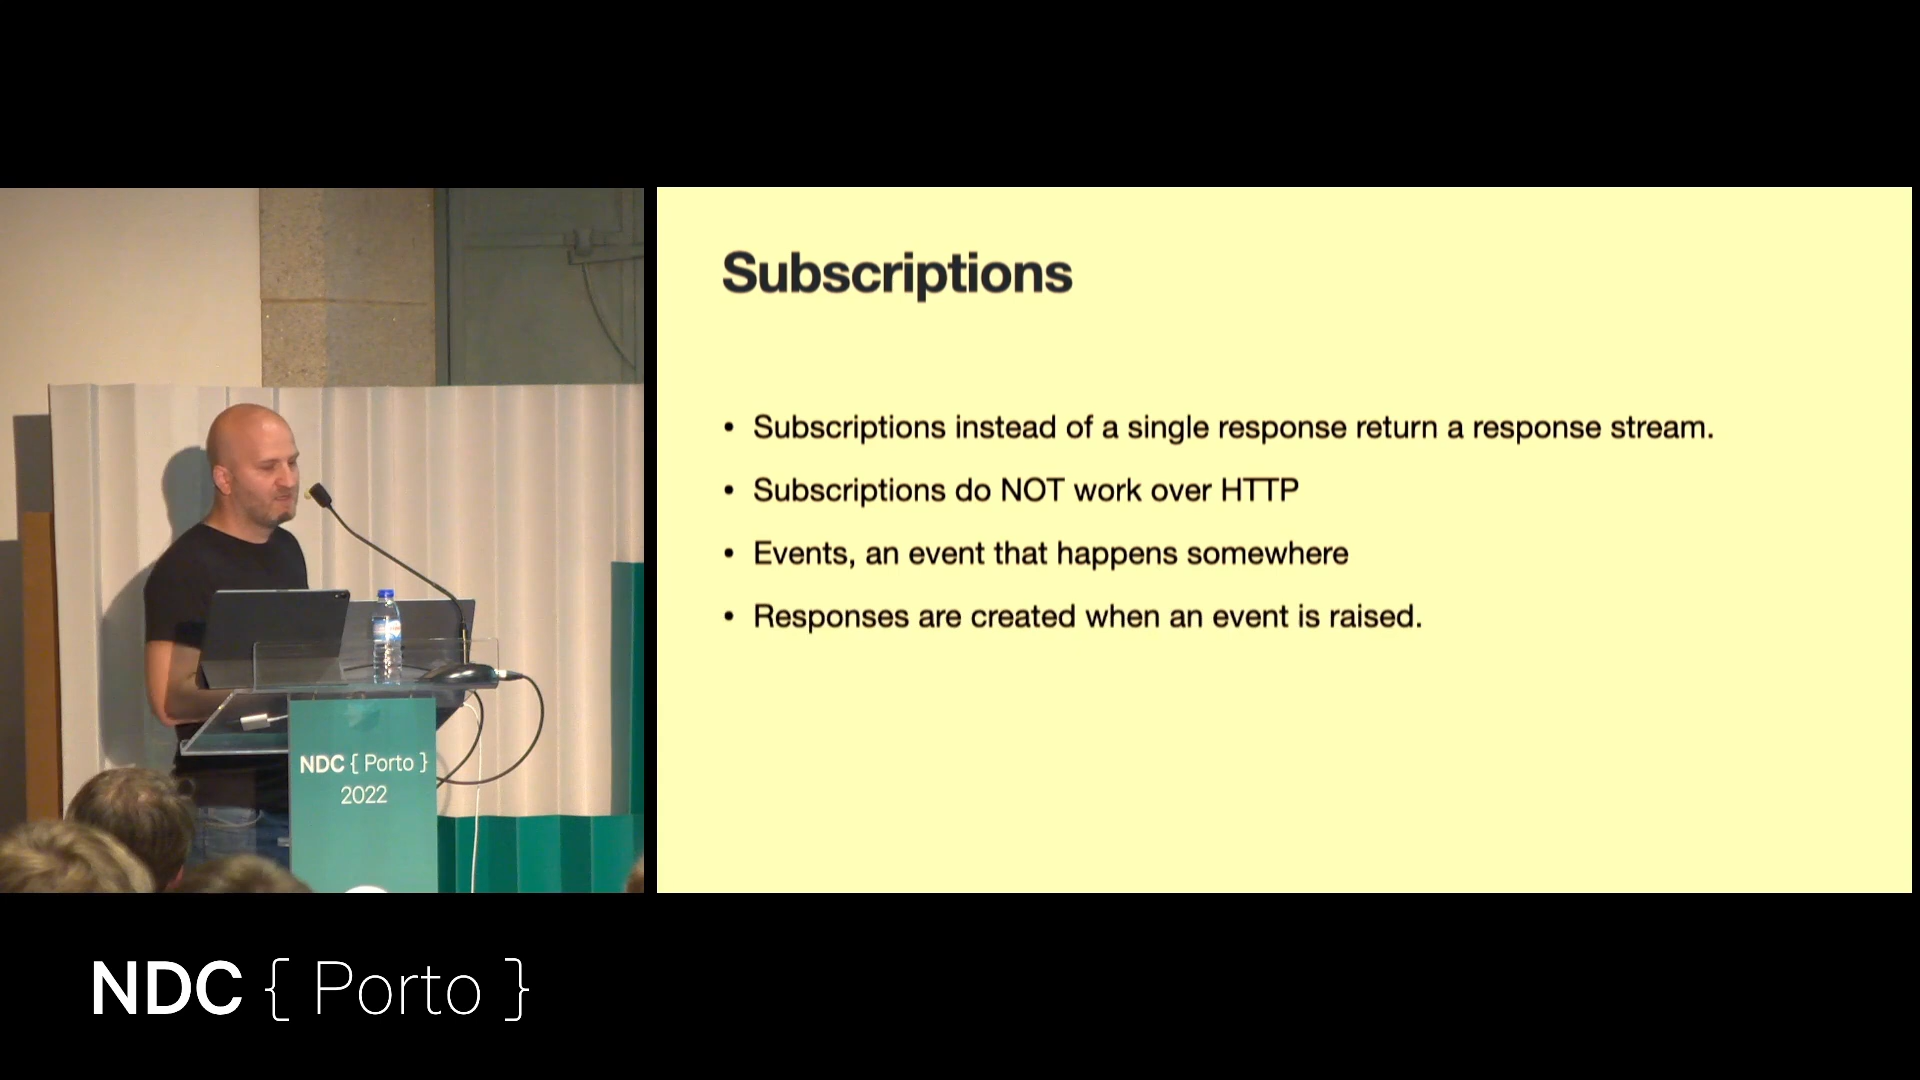 Subscriptions
• Subscriptions instead of a single response return a response stream.
• Subscriptions do NOT work over HTTP
• Events, an event that happens somewhere
• Responses are created when an event is raised.
NDC { Porto }
2022
NDC { Porto }